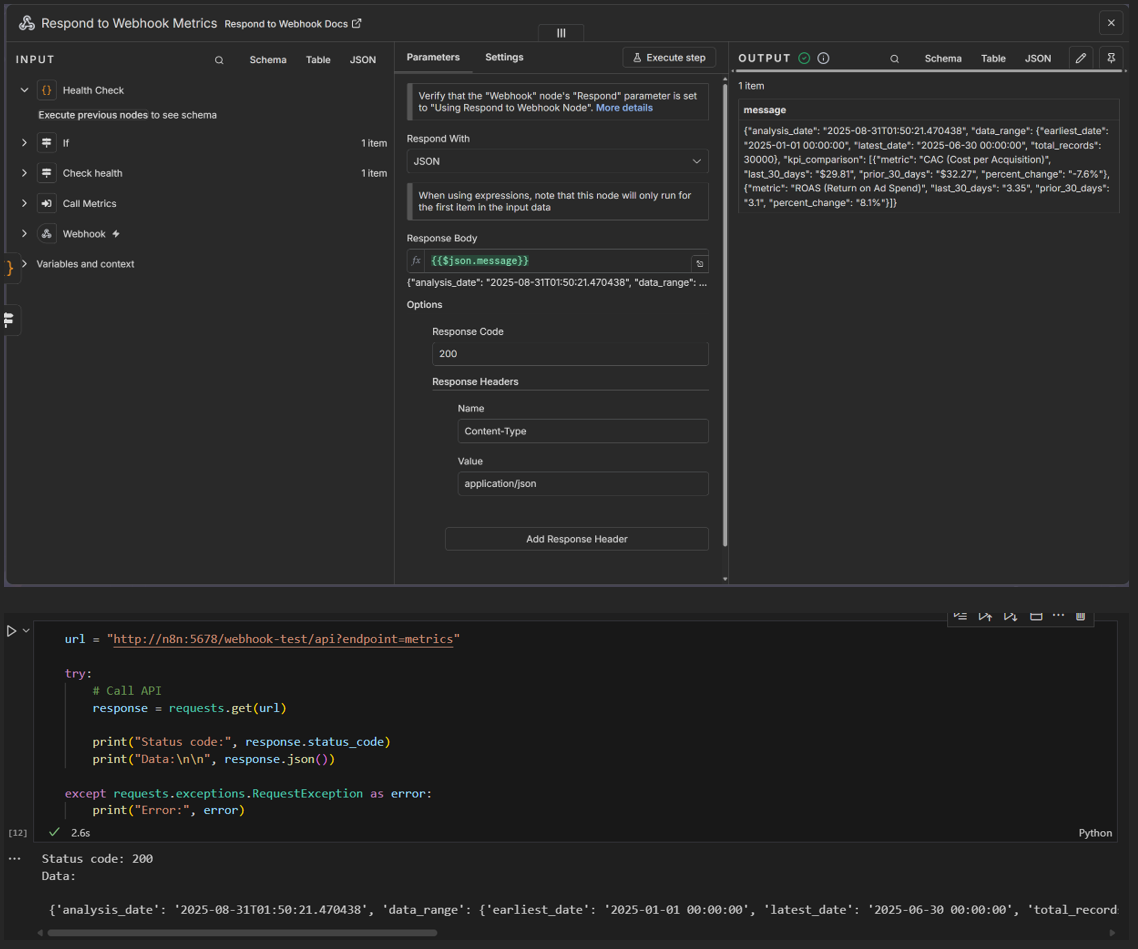 Respond to Webhook Metrics Respond to Webhook Docs
INPUT
Schema Table JSON
{} Health Check
Execute previous nodes to see schema
If 1 item
Check health 1 item
Call Metrics
Webhook
Variables and context
}
Parameters Settings Execute step
Verify that the "Webhook" node's "Respond" parameter is set
to "Using Respond to Webhook Node". More details
Respond With
JSON
When using expressions, note that this node will only run for
the first item in the input data
Response Body
fx {{$json.message}}
{"analysis_date": "2025-08-31T01:50:21.470438", "data_range": ...
Options
Response Code
200
Response Headers
Name
Content-Type
Value
application/json
Add Response Header
OUTPUT Schema Table JSON
1 item
message
{"analysis_date": "2025-08-31T01:50:21.470438", "data_range": {"earliest_date":
"2025-01-01 00:00:00", "latest_date": "2025-06-30 00:00:00", "total_records":
30000}, "kpi_comparison": [{"metric": "CAC (Cost per Acquisition)",
"last_30_days": "$29.81", "prior_30_days": "$32.27", "percent_change": "-7.6%"},
{"metric": "ROAS (Return on Ad Spend)", "last_30_days": "3.35", "prior_30_days":
"3.1", "percent_change": "8.1%"}]}
url = "http://n8n:5678/webhook-test/api?endpoint=metrics"
try:
# Call API
response = requests.get(url)
print("Status code:", response.status_code)
print("Data:\n\n", response.json())
except requests.exceptions.RequestException as error:
print("Error:", error)
[12] 2.6s Python
... Status code: 200
Data:
{'analysis_date': '2025-08-31T01:50:21.470438', 'data_range': {'earliest_date': '2025-01-01 00:00:00', 'latest_date': '2025-06-30 00:00:00', 'total_records